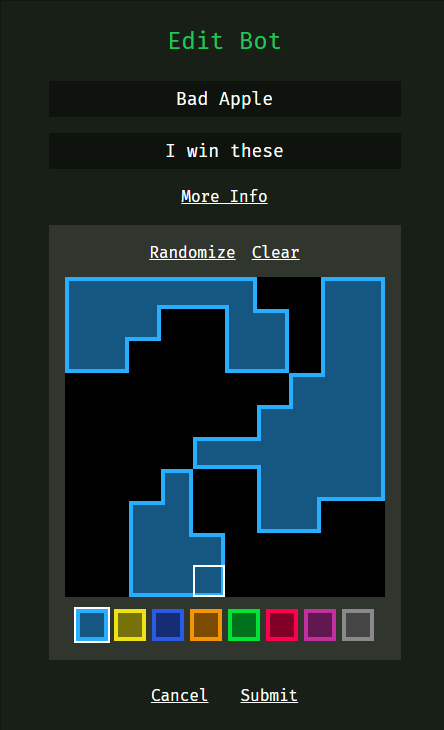 Edit Bot
Bad Apple
I win these
More Info
Randomize Clear
Cancel Submit